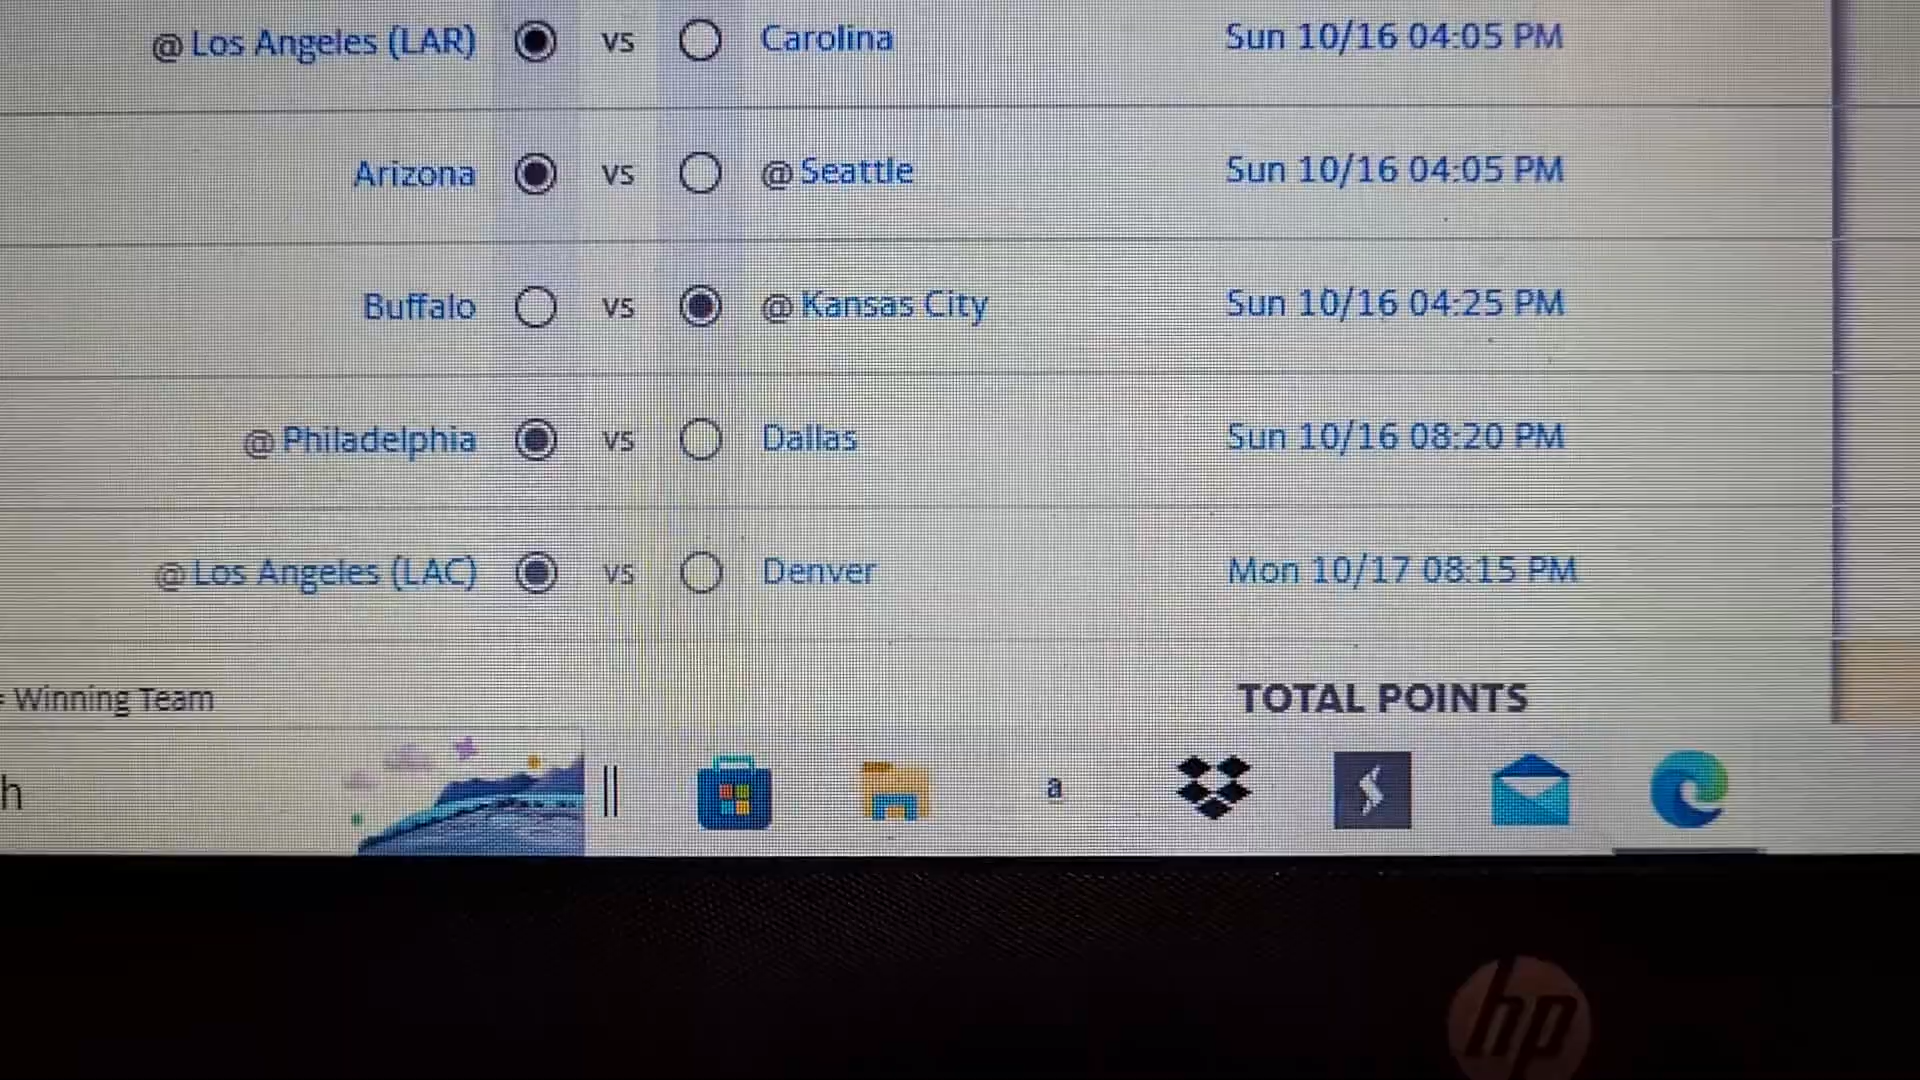 @ Los Angeles (LAR) vs Carolina Sun 10/16 04:05 PM
Arizona vs @ Seattle Sun 10/16 04:05 PM
Buffalo vs @ Kansas City Sun 10/16 04:25 PM
@ Philadelphia vs Dallas Sun 10/16 08:20 PM
@ Los Angeles (LAC) vs Denver Mon 10/17 08:15 PM
= Winning Team TOTAL POINTS
h a
hp